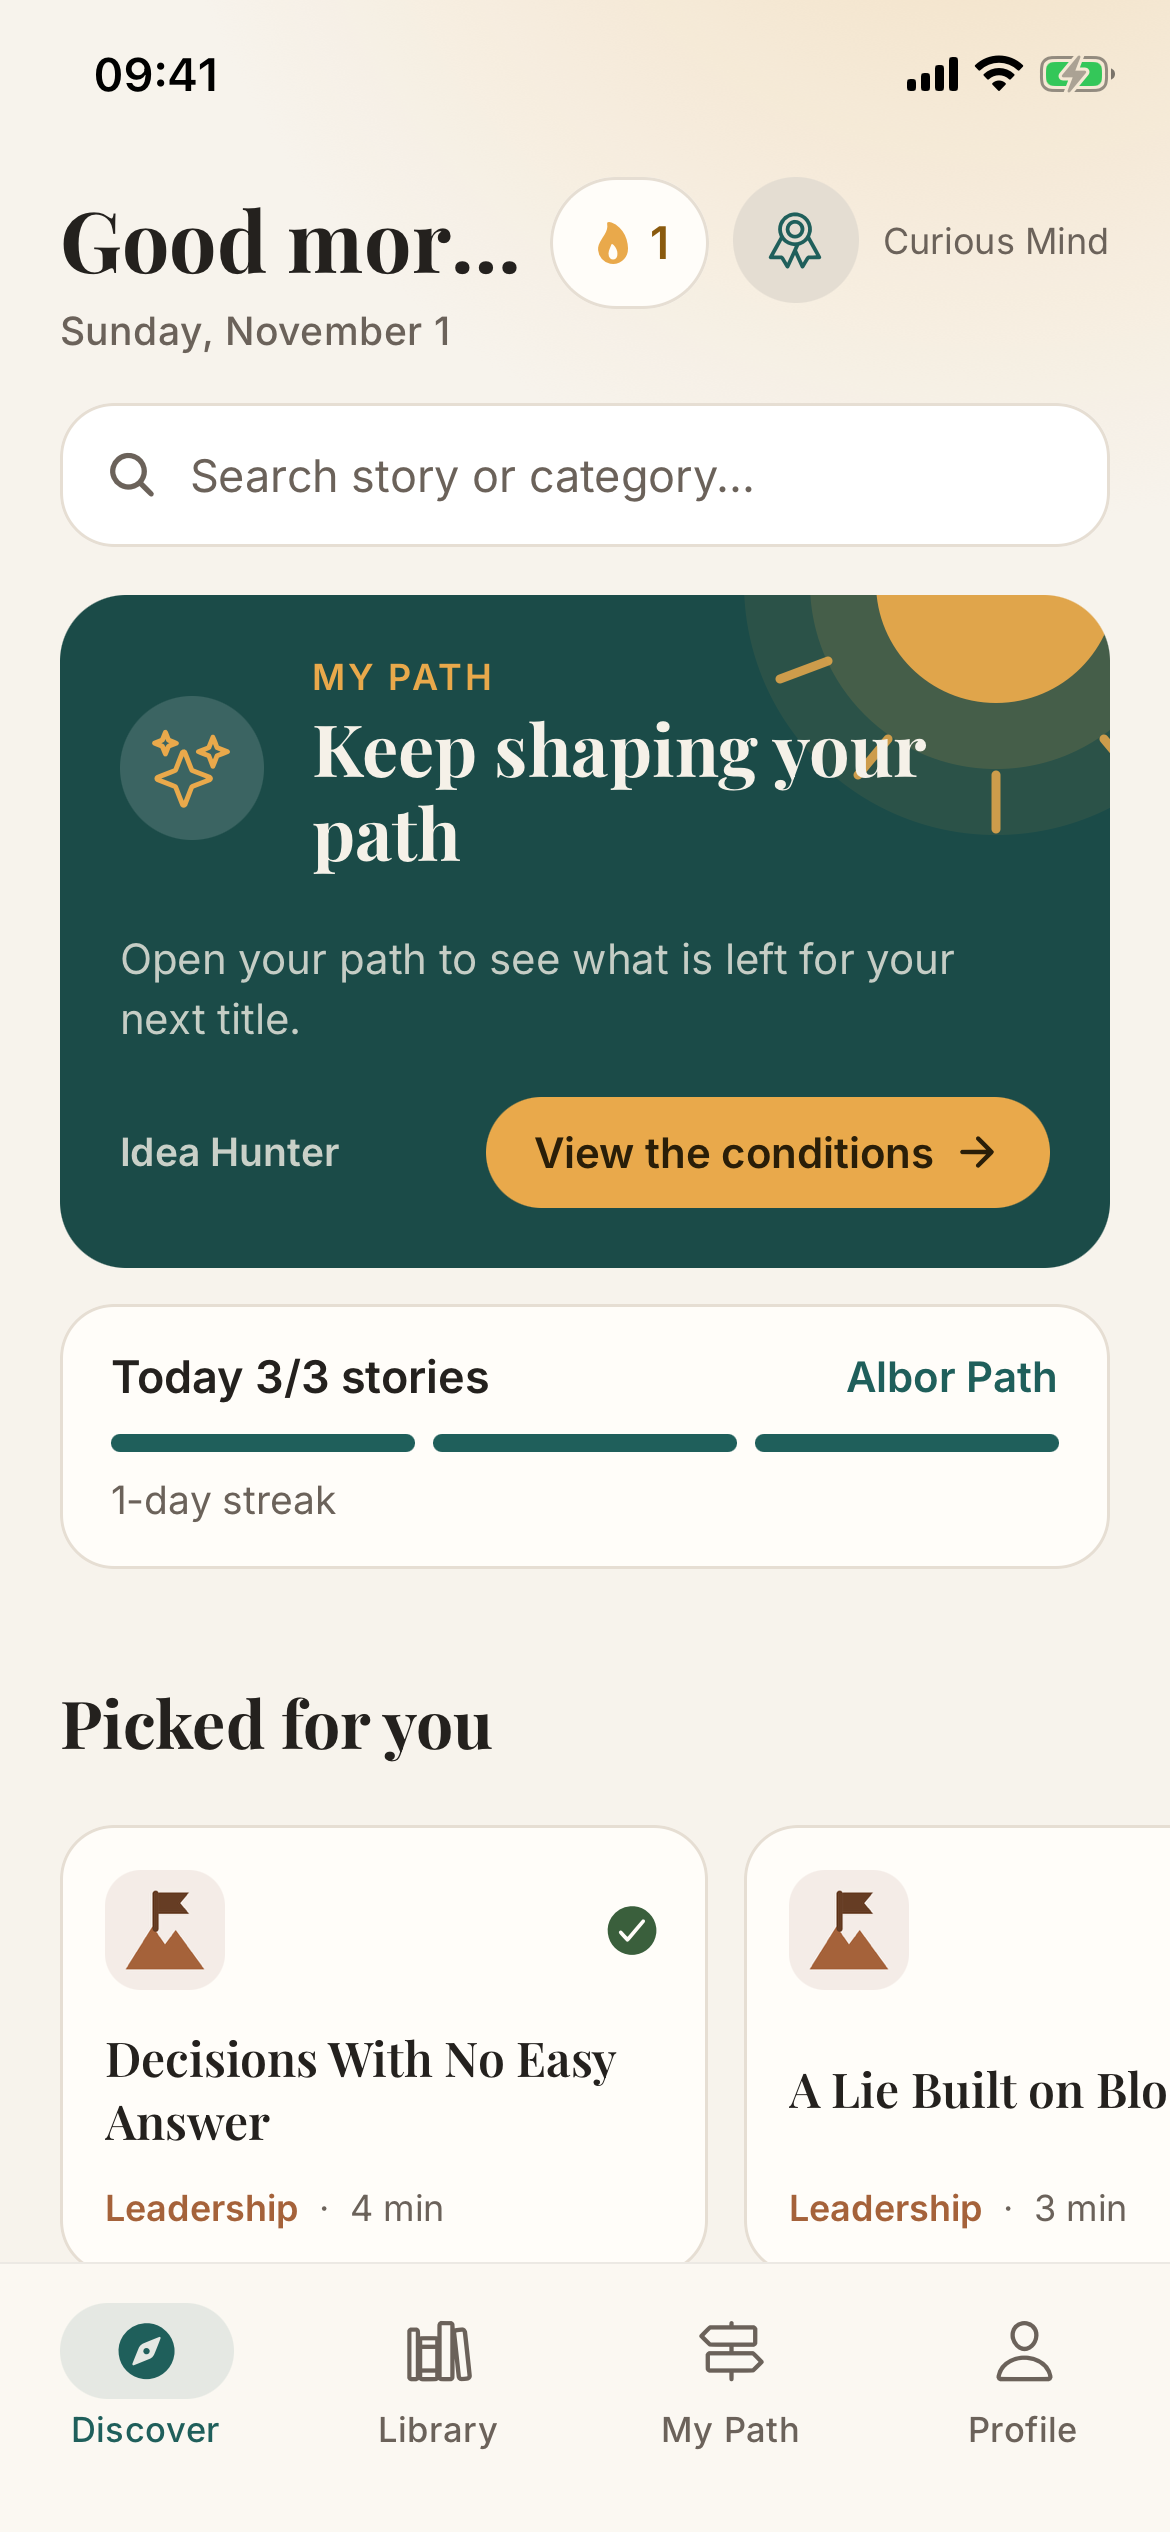 09:41
Good mor...
1
Curious Mind
Sunday, November 1
Search story or category...
MY PATH
Keep shaping your
path
Open your path to see what is left for your
next title.
Idea Hunter
View the conditions →
Today 3/3 stories
Albor Path
1-day streak
Picked for you
Decisions With No Easy
Answer
Leadership · 4 min
A Lie Built on Blo
Leadership · 3 min
Discover
Library
My Path
Profile